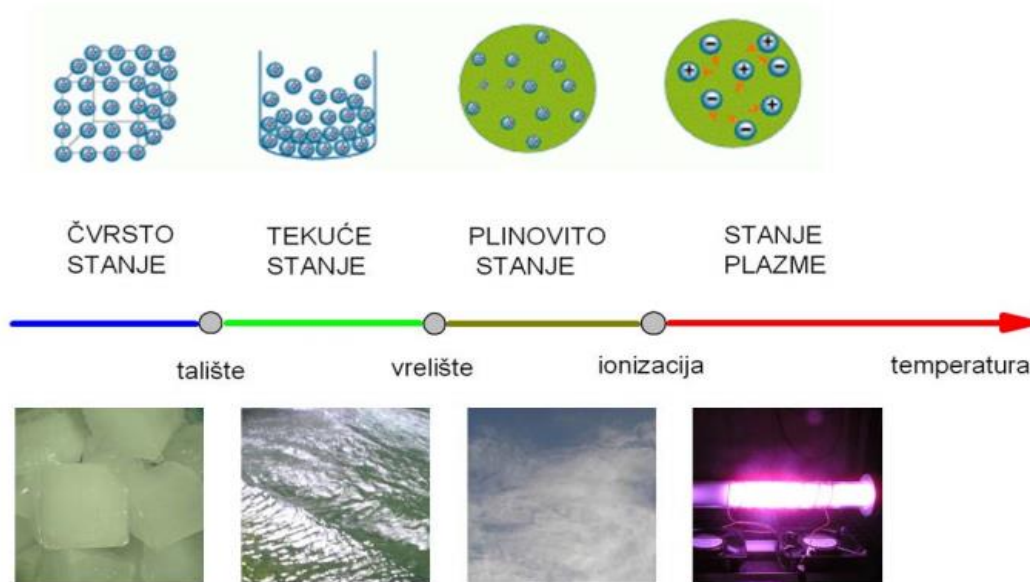 ČVRSTO
STANJE
TEKUĆE
STANJE
PLINOVITO
STANJE
STANJE
PLAZME
talište
vrelište
ionizacija
temperatura